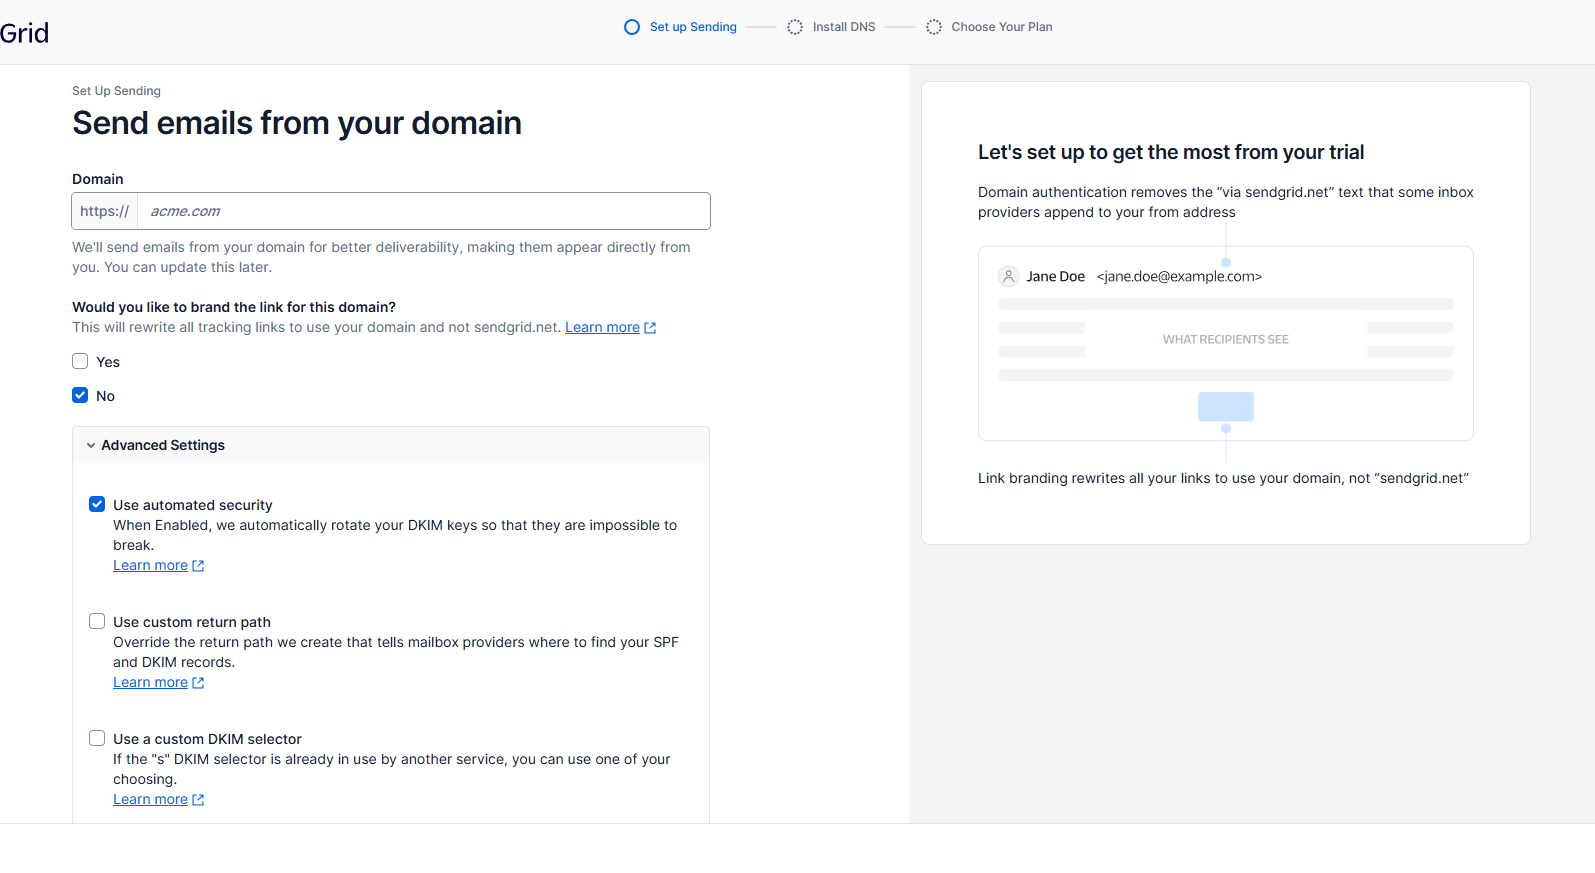 Grid
Set up Sending
Install DNS
Choose Your Plan
Set Up Sending
Send emails from your domain
Domain
https://
acme.com
We'll send emails from your domain for better deliverability, making them appear directly from
you. You can update this later.
Would you like to brand the link for this domain?
This will rewrite all tracking links to use your domain and not sendgrid.net. Learn more
Yes
No
Advanced Settings
Use automated security
When Enabled, we automatically rotate your DKIM keys so that they are impossible to
break.
Learn more
Use custom return path
Override the return path we create that tells mailbox providers where to find your SPF
and DKIM records.
Learn more
Use a custom DKIM selector
If the "s" DKIM selector is already in use by another service, you can use one of your
choosing.
Learn more
Let's set up to get the most from your trial
Domain authentication removes the “via sendgrid.net” text that some inbox
providers append to your from address
Jane Doe <jane.doe@example.com>
WHAT RECIPIENTS SEE
Link branding rewrites all your links to use your domain, not “sendgrid.net”